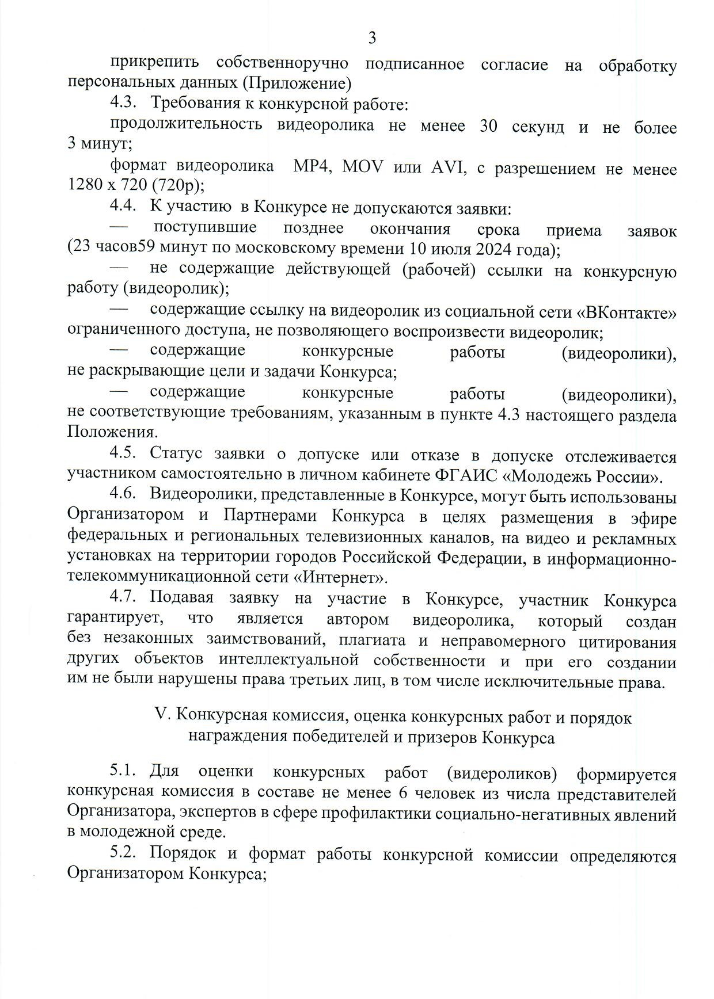 3
прикрепить собственноручно подписанное согласие на обработку
персональных данных (Приложение)
4.3. Требования к конкурсной работе:
продолжительность видеоролика не менее 30 секунд и не более
3 минут;
формат видеоролика MP4, MOV или AVI, с разрешением не менее
1280 х 720 (720р);
4.4. К участию в Конкурсе не допускаются заявки:
— поступившие позднее окончания срока приема заявок
(23 часов59 минут по московскому времени 10 июля 2024 года);
— не содержащие действующей (рабочей) ссылки на конкурсную
работу (видеоролик);
— содержащие ссылку на видеоролик из социальной сети «ВКонтакте»
ограниченного доступа, не позволяющего воспроизвести видеоролик;
— содержащие конкурсные работы (видеоролики),
не раскрывающие цели и задачи Конкурса;
— содержащие конкурсные работы (видеоролики),
не соответствующие требованиям, указанным в пункте 4.3 настоящего раздела
Положения.
4.5. Статус заявки о допуске или отказе в допуске отслеживается
участником самостоятельно в личном кабинете ФГАИС «Молодежь России».
4.6. Видеоролики, представленные в Конкурсе, могут быть использованы
Организатором и Партнерами Конкурса в целях размещения в эфире
федеральных и региональных телевизионных каналов, на видео и рекламных
установках на территории городов Российской Федерации, в информационно-
телекоммуникационной сети «Интернет».
4.7. Подавая заявку на участие в Конкурсе, участник Конкурса
гарантирует, что является автором видеоролика, который создан
без незаконных заимствований, плагиата и неправомерного цитирования
других объектов интеллектуальной собственности и при его создании
им не были нарушены права третьих лиц, в том числе исключительные права.
V. Конкурсная комиссия, оценка конкурсных работ и порядок
награждения победителей и призеров Конкурса
5.1. Для оценки конкурсных работ (видероликов) формируется
конкурсная комиссия в составе не менее 6 человек из числа представителей
Организатора, экспертов в сфере профилактики социально-негативных явлений
в молодежной среде.
5.2. Порядок и формат работы конкурсной комиссии определяются
Организатором Конкурса;